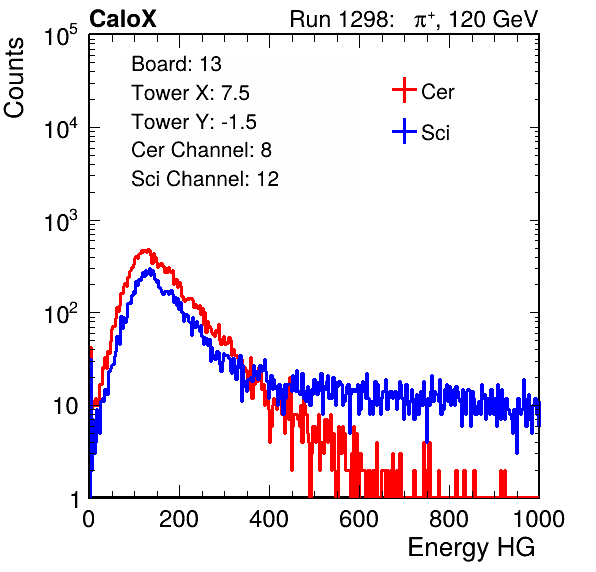 CaloX Run 1298: π⁺, 120 GeV
Counts
Board: 13
Tower X: 7.5
Tower Y: -1.5
Cer Channel: 8
Sci Channel: 12
Cer
Sci
10⁵
10⁴
10³
10²
10
1
0 200 400 600 800 1000
Energy HG